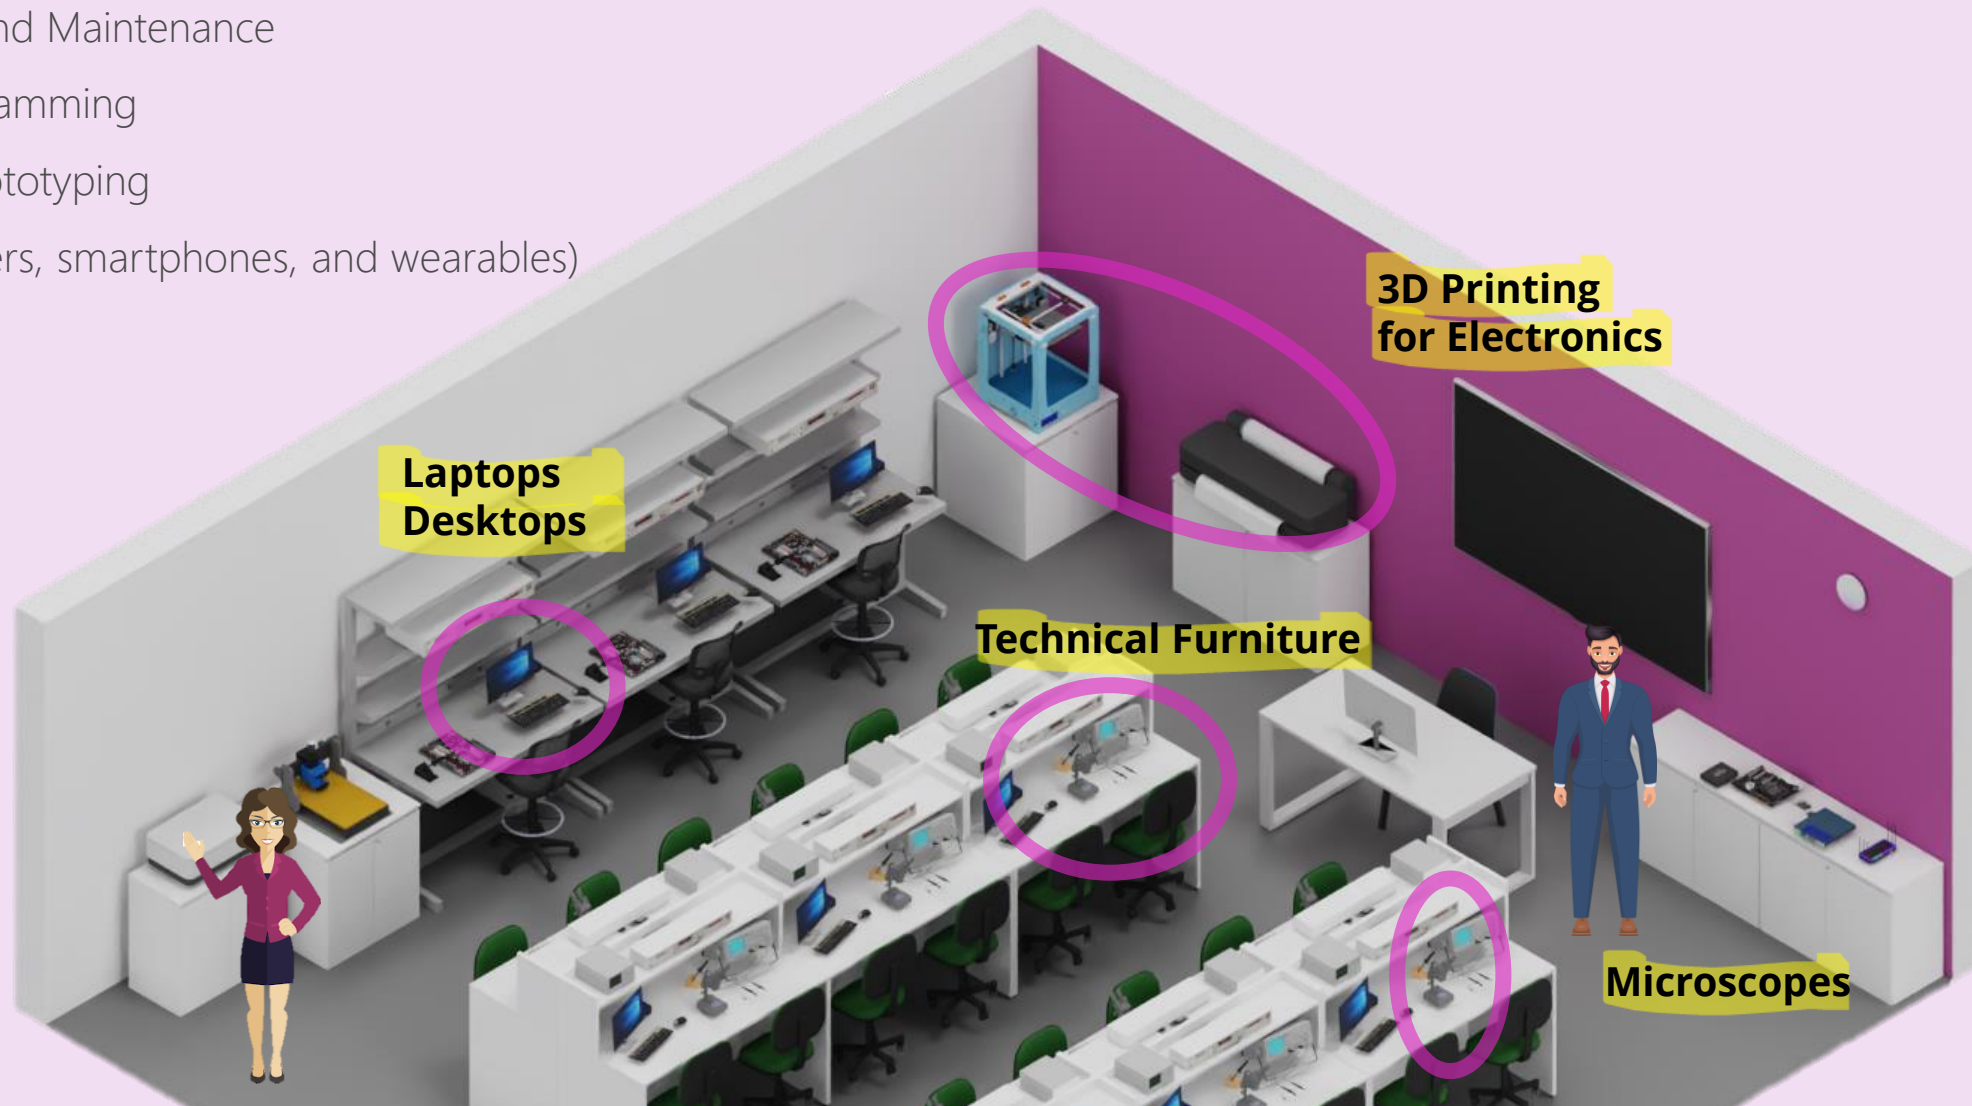 nd Maintenance
amming
totyping
ers, smartphones, and wearables)
3D Printing
for Electronics
Laptops
Desktops
Technical Furniture
Microscopes